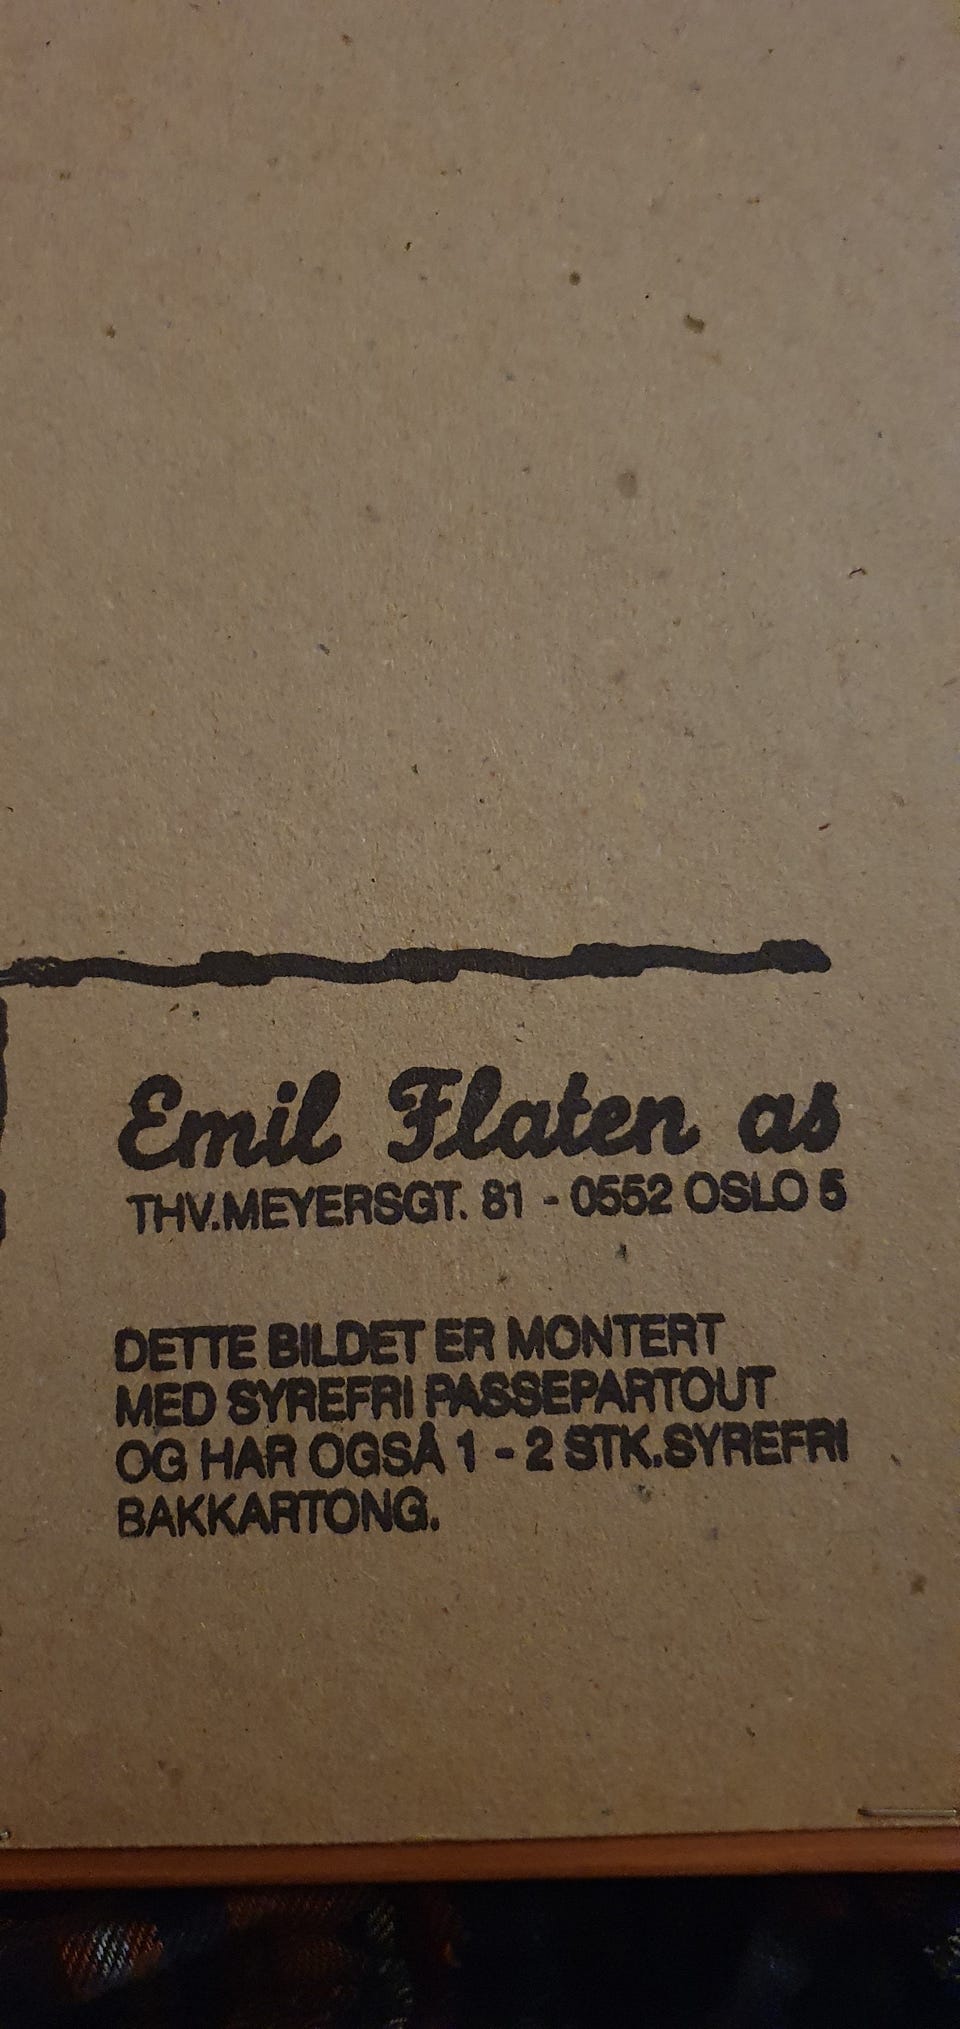 Emil Flaten as
THV.MEYERSGT. 81 - 0552 OSLO 5
DETTE BILDET ER MONTERT
MED SYREFRI PASSEPARTOUT
OG HAR OGSÅ 1 - 2 STK.SYREFRI
BAKKARTONG.